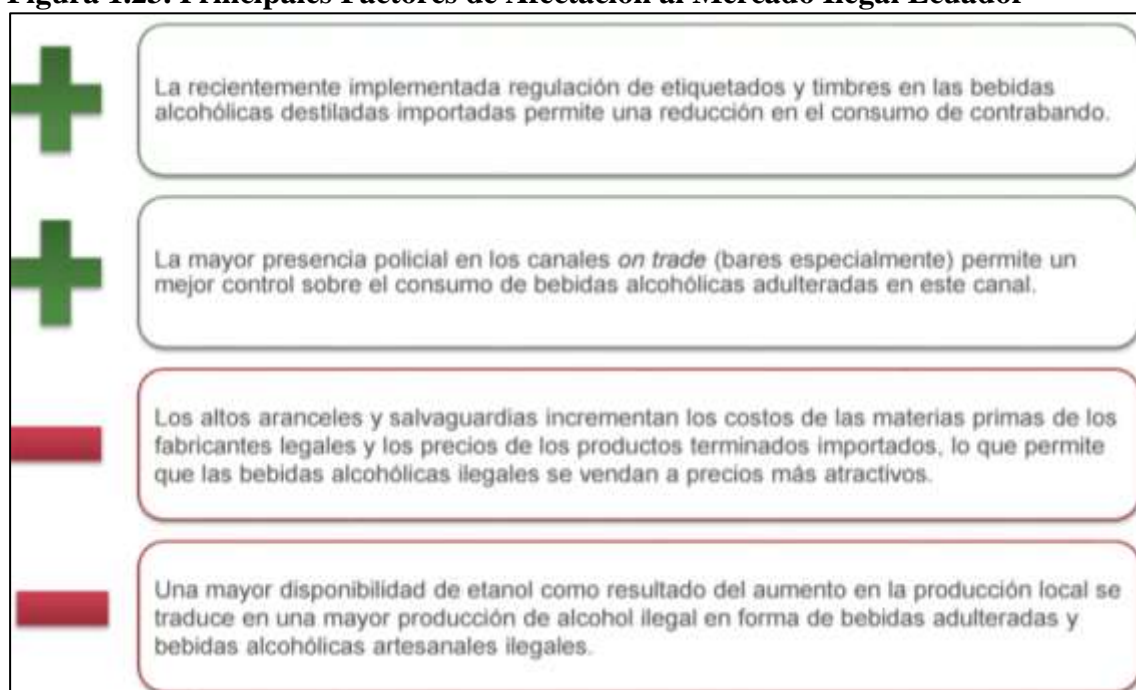 Figura 1.23. Principales Factores de Afectación al Mercado Ilegal Ecuador
La recientemente implementada regulación de etiquetados y timbres en las bebidas
alcohólicas destiladas importadas permite una reducción en el consumo de contrabando.
La mayor presencia policial en los canales on trade (bares especialmente) permite un
mejor control sobre el consumo de bebidas alcohólicas adulteradas en este canal.
Los altos aranceles y salvaguardias incrementan los costos de las materias primas de los
fabricantes legales y los precios de los productos terminados importados, lo que permite
que las bebidas alcohólicas ilegales se vendan a precios más atractivos.
Una mayor disponibilidad de etanol como resultado del aumento en la producción local se
traduce en una mayor producción de alcohol ilegal en forma de bebidas adulteradas y
bebidas alcohólicas artesanales ilegales.